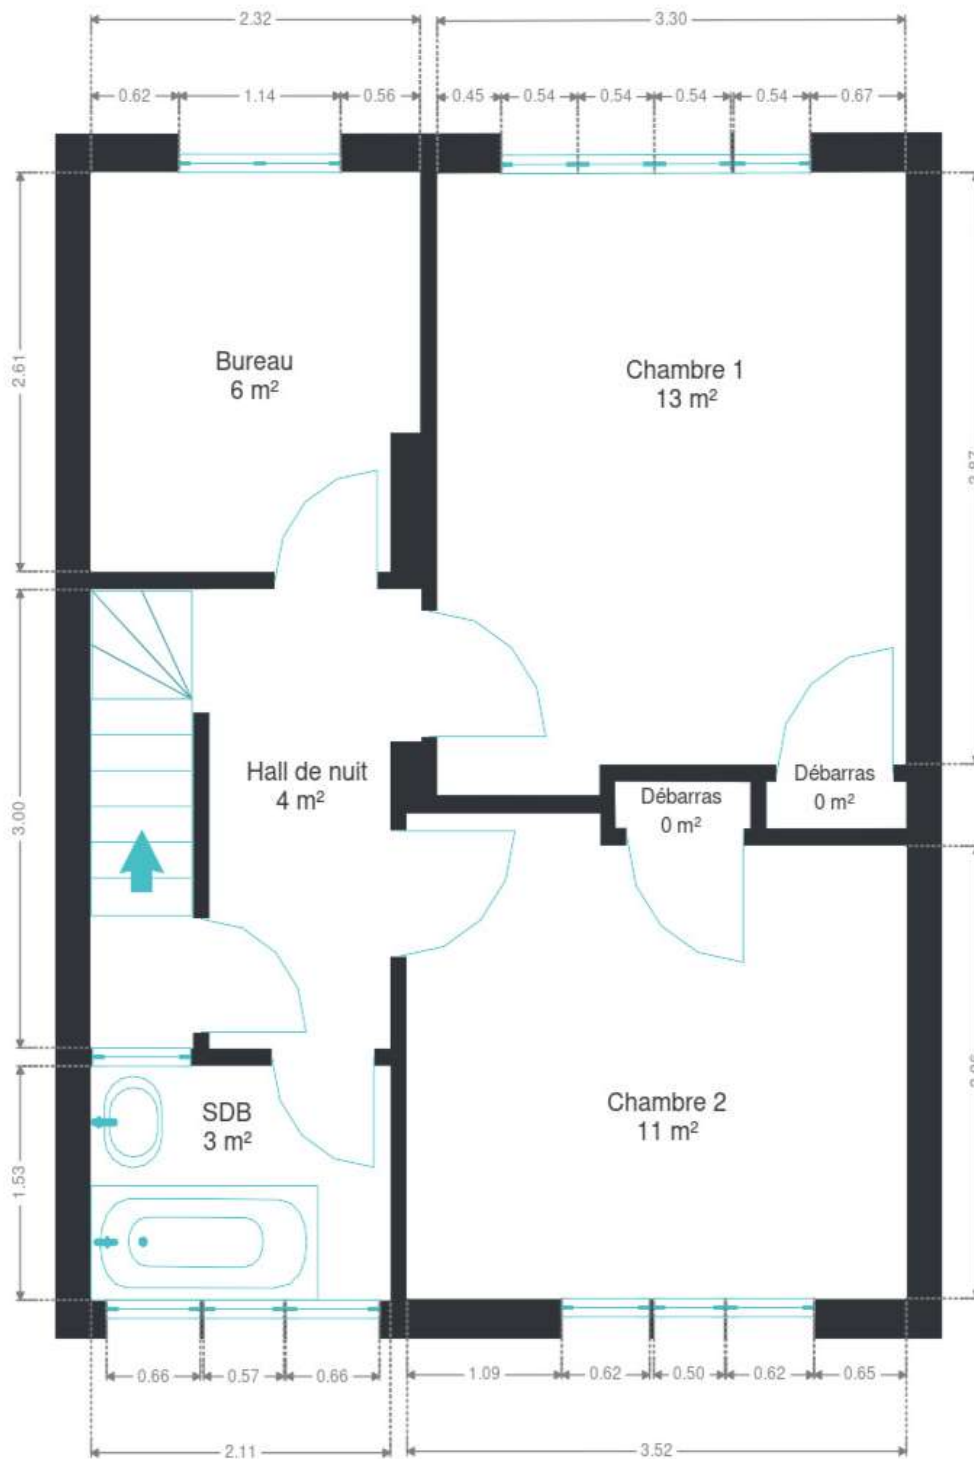 2.32
3.30
0.62
1.14
0.56
0.45
0.54
0.54
0.54
0.54
0.67
2.61
Bureau
6 m²
Chambre 1
13 m²
3.00
Hall de nuit
4 m²
Débarras
0 m²
Débarras
0 m²
1.53
SDB
3 m²
Chambre 2
11 m²
0.66
0.57
0.66
1.09
0.62
0.50
0.62
0.65
2.11
3.52